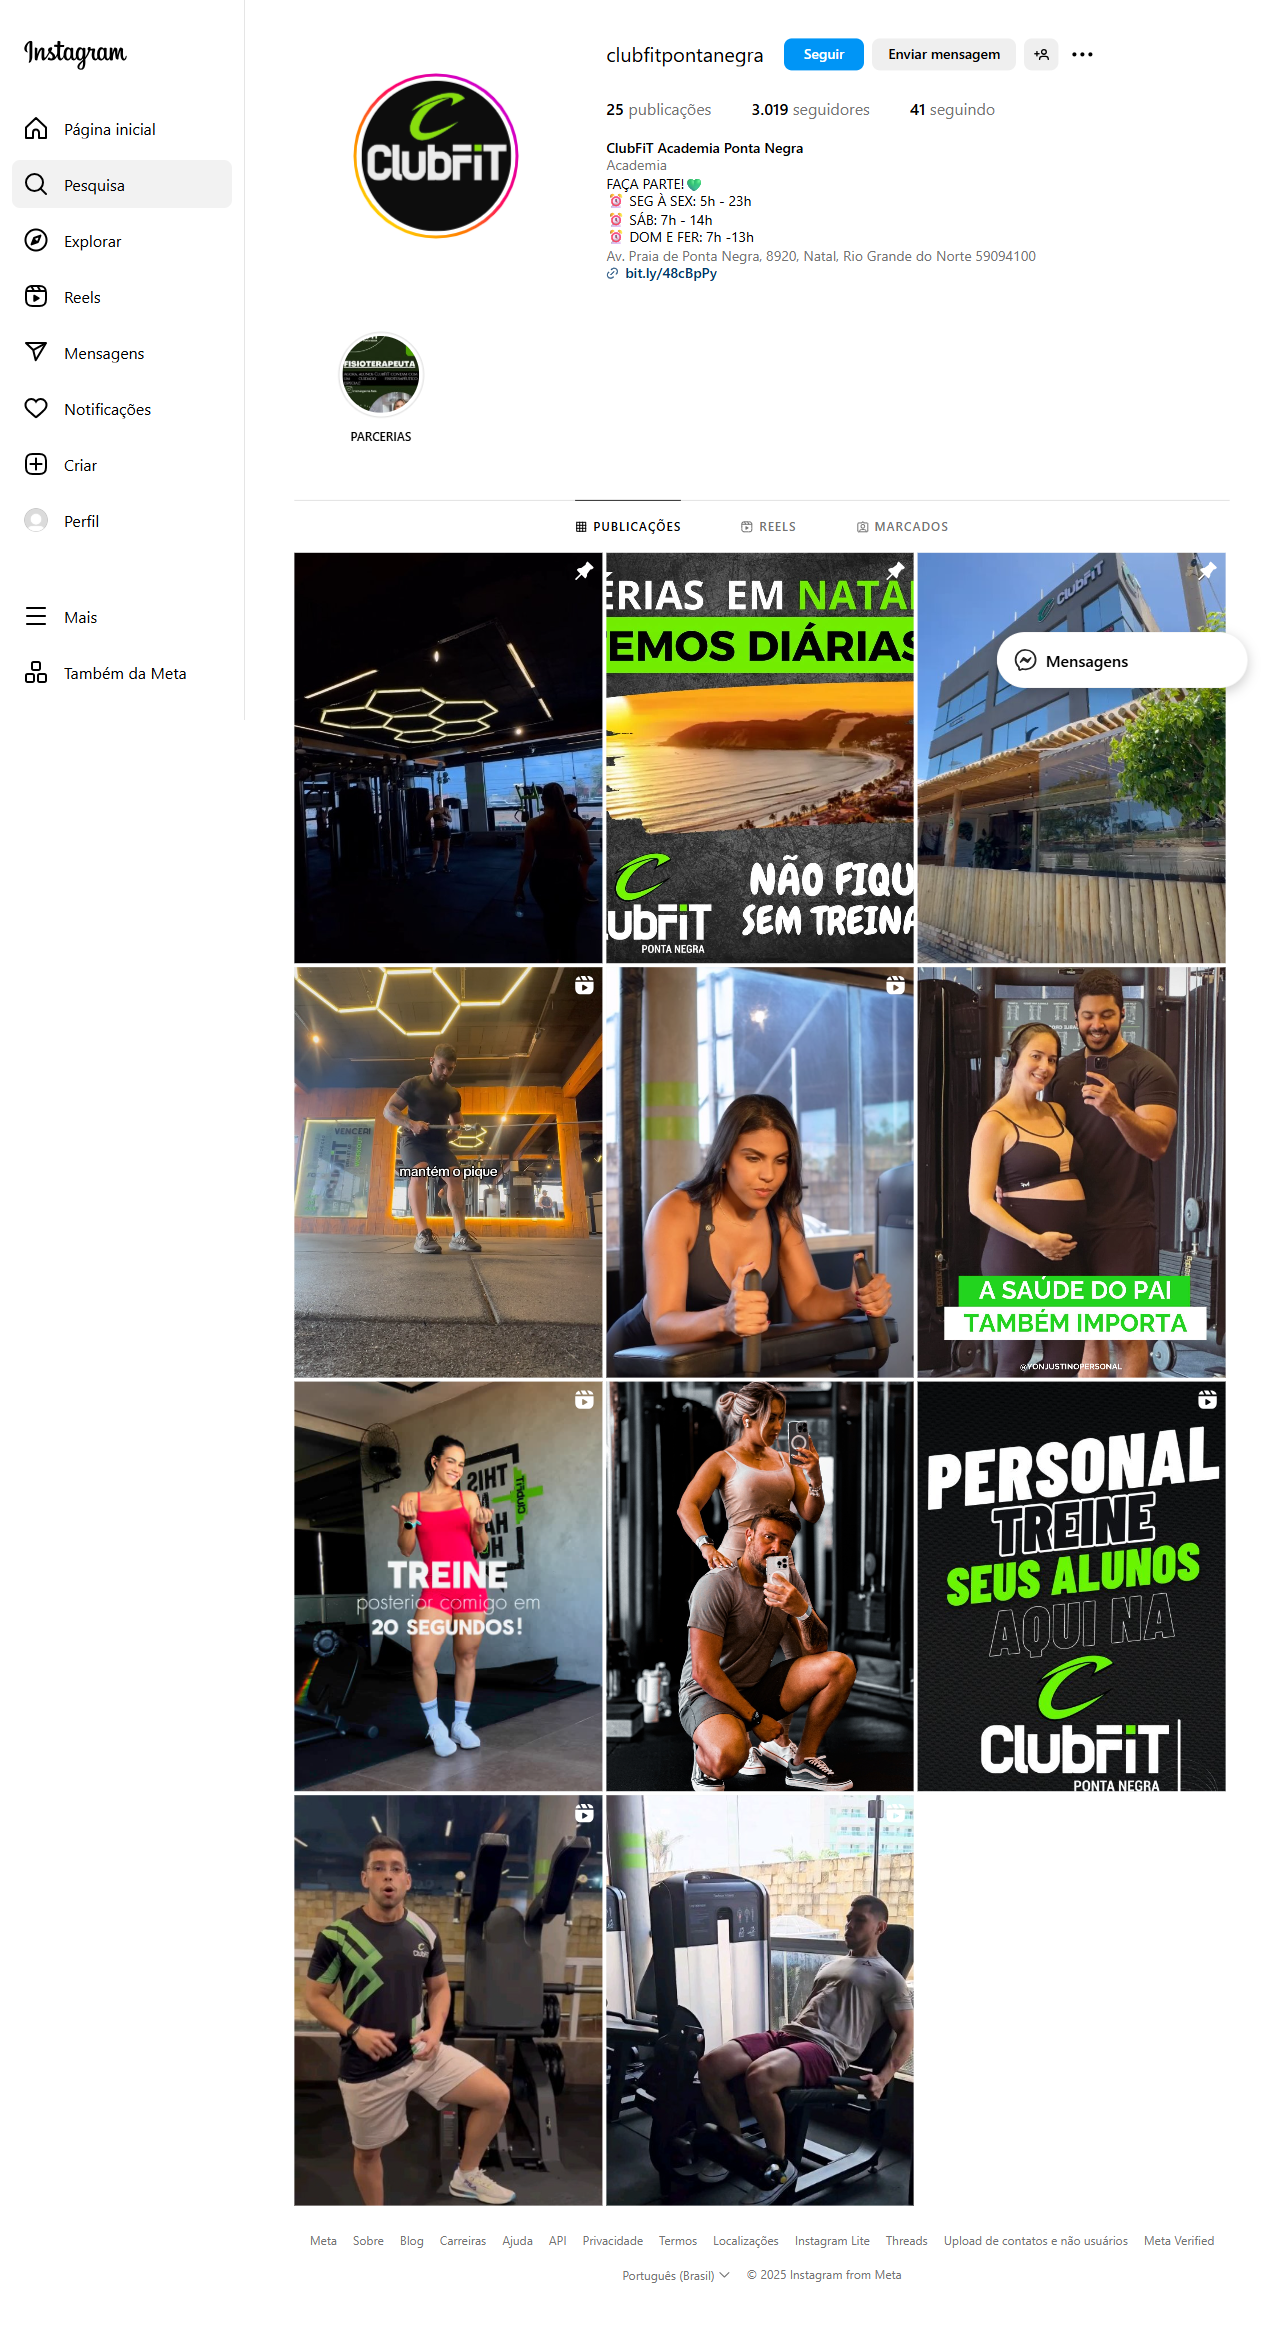 Instagram
Página inicial
Pesquisa
Explorar
Reels
Mensagens
Notificações
Criar
Perfil
Mais
Também da Meta
clubfitpontanegra
Seguir
Enviar mensagem
25 publicações
3.019 seguidores
41 seguindo
ClubFiT
ClubFiT Academia Ponta Negra
Academia
FAÇA PARTE!💚
⏰ SEG À SEX: 5h - 23h
⏰ SÁB: 7h - 14h
⏰ DOM E FER: 7h -13h
Av. Praia de Ponta Negra, 8920, Natal, Rio Grande do Norte 59094100
bit.ly/48cBpPy
FISIOTERAPEUTA
PARCERIAS
PUBLICAÇÕES
REELS
MARCADOS
ÉRIAS EM NATA
EMOS DIÁRIAS
NÃO FIQU
SEM TREINA
lubFiT
PONTA NEGRA
ClubFiT
Mensagens
VENCER!
mantém o pique
A SAÚDE DO PAI
TAMBÉM IMPORTA
@YONJUSTINOPERSONAL
THIS
ClubFiT
TREINE
posterior comigo em
20 SEGUNDOS!
PERSONAL
TREINE
SEUS ALUNOS
AQUI NA
ClubFiT
PONTA NEGRA
ClubFiT
Meta
Sobre
Blog
Carreiras
Ajuda
API
Privacidade
Termos
Localizações
Instagram Lite
Threads
Upload de contatos e não usuários
Meta Verified
Português (Brasil)
© 2025 Instagram from Meta